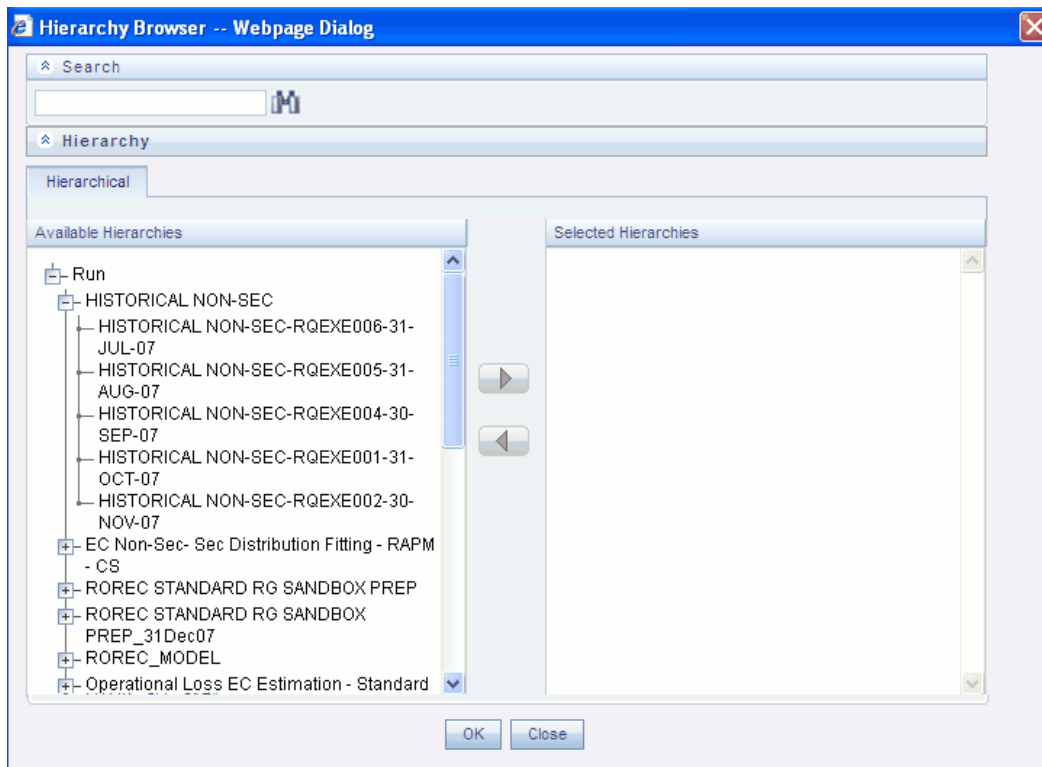 Hierarchy Browser -- Webpage Dialog
Search
Hierarchy
Hierarchical
Available Hierarchies
Selected Hierarchies
Run
HISTORICAL NON-SEC
HISTORICAL NON-SEC-RQEXE006-31-
JUL-07
HISTORICAL NON-SEC-RQEXE005-31-
AUG-07
HISTORICAL NON-SEC-RQEXE004-30-
SEP-07
HISTORICAL NON-SEC-RQEXE001-31-
OCT-07
HISTORICAL NON-SEC-RQEXE002-30-
NOV-07
EC Non-Sec- Sec Distribution Fitting - RAPM
- CS
ROREC STANDARD RG SANDBOX PREP
ROREC STANDARD RG SANDBOX
PREP_31Dec07
ROREC_MODEL
Operational Loss EC Estimation - Standard
OK
Close